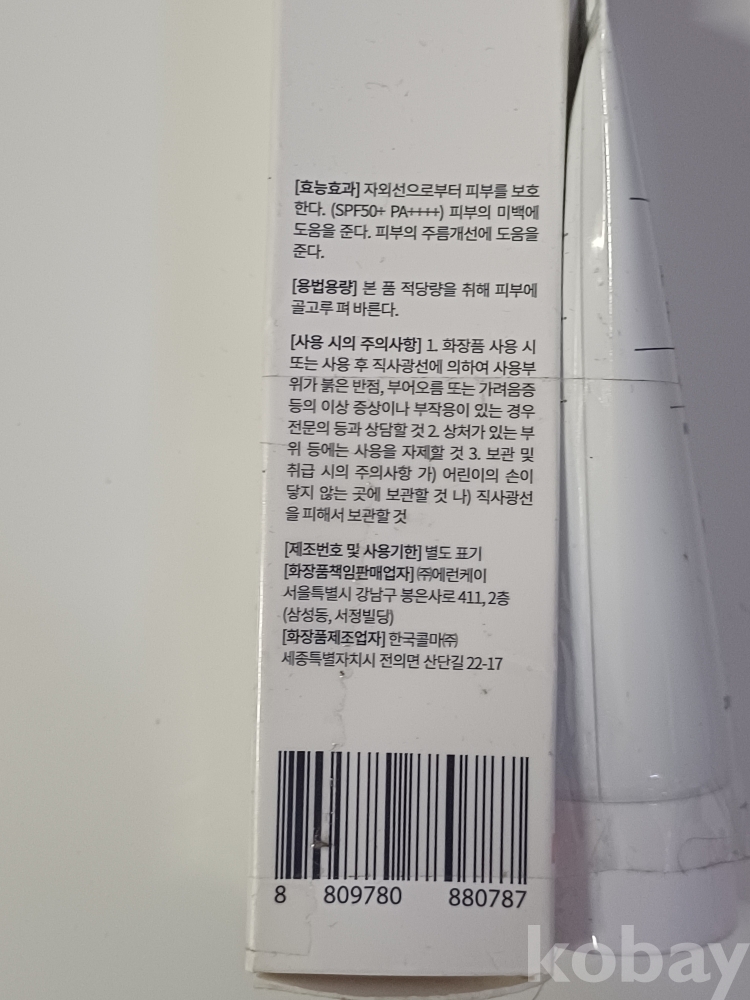 [효능효과] 자외선으로부터 피부를 보호
한다. (SPF50+ PA++++) 피부의 미백에
도움을 준다. 피부의 주름개선에 도움을
준다.
[용법용량] 본 품 적당량을 취해 피부에
골고루 펴 바른다.
[사용 시의 주의사항] 1. 화장품 사용 시
또는 사용 후 직사광선에 의하여 사용부
위가 붉은 반점, 부어오름 또는 가려움증
등의 이상 증상이나 부작용이 있는 경우
전문의 등과 상담할 것 2. 상처가 있는 부
위 등에는 사용을 자제할 것 3. 보관 및
취급 시의 주의사항 가) 어린이의 손이
닿지 않는 곳에 보관할 것 나) 직사광선
을 피해서 보관할 것
[제조번호 및 사용기한] 별도 표기
[화장품책임판매업자] ㈜에런케이
서울특별시 강남구 봉은사로 411, 2층
(삼성동, 서정빌딩)
[화장품제조업자] 한국콜마㈜
세종특별자치시 전의면 산단길 22-17
8 809780 880787
kobay